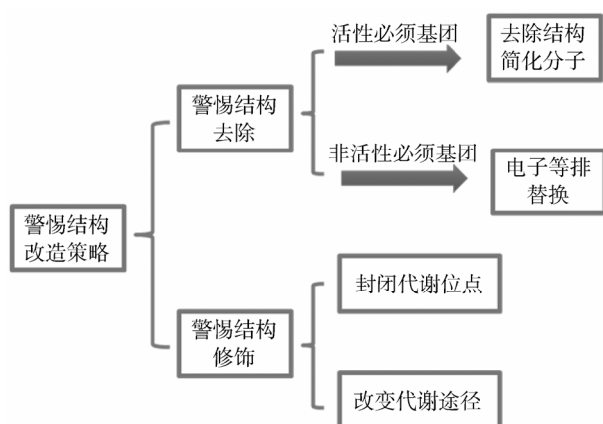 警惕结构
改造策略
警惕结构
去除
活性必须基团
去除结构
简化分子
非活性必须基团
电子等排
替换
警惕结构
修饰
封闭代谢位点
改变代谢途径